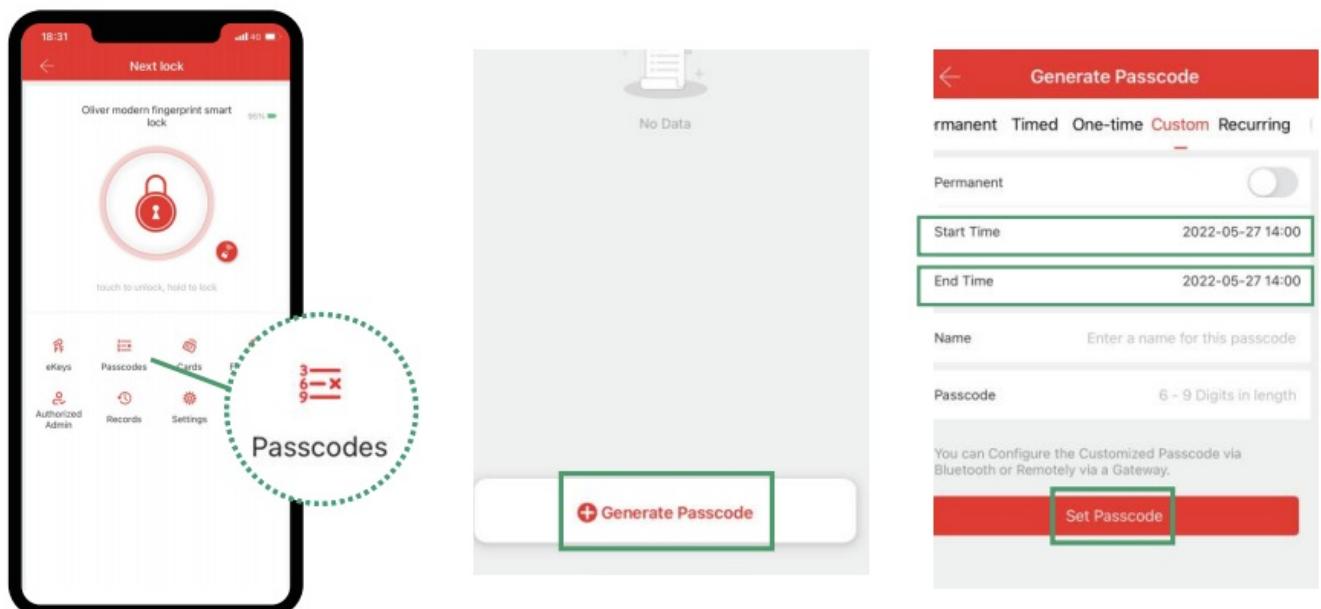 18:31
4G
Next lock
Oliver modern fingerprint smart
lock
95%
touch to unlock, hold to lock
eKeys
Passcodes
Cards
Authorized
Admin
Records
Settings
3
6
9
Passcodes
No Data
Generate Passcode
Generate Passcode
rmanent Timed One-time Custom Recurring
Permanent
Start Time 2022-05-27 14:00
End Time 2022-05-27 14:00
Name Enter a name for this passcode
Passcode 6 - 9 Digits in length
You can Configure the Customized Passcode via
Bluetooth or Remotely via a Gateway.
Set Passcode